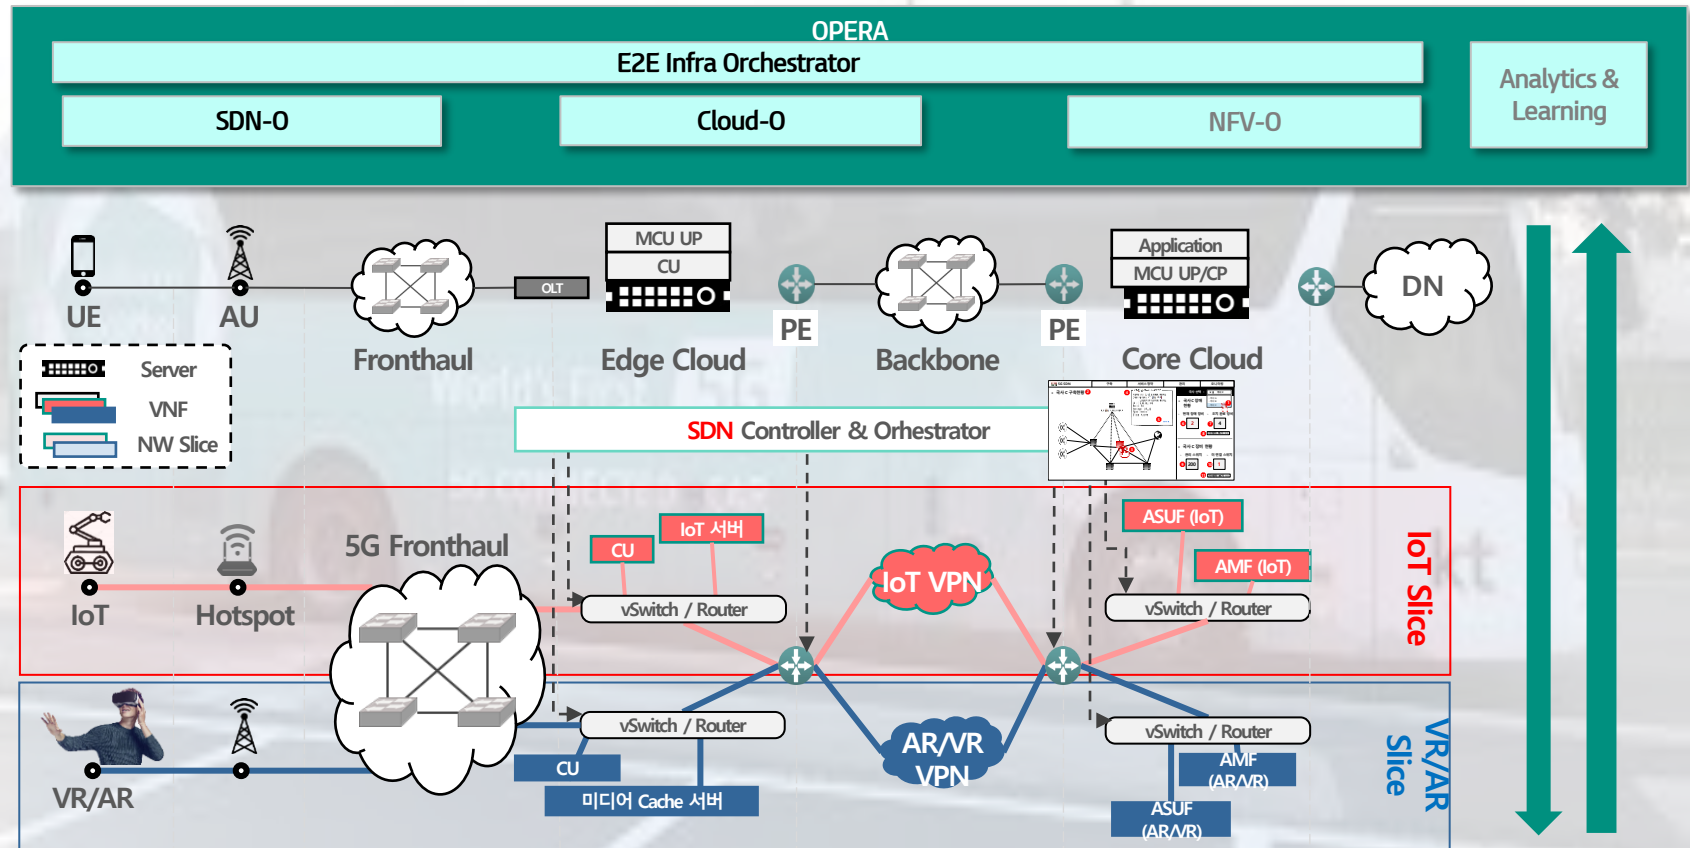 OPERA
E2E Infra Orchestrator
SDN-O
Cloud-O
NFV-O
Analytics &
Learning
MCU UP
CU
OLT
Application
MCU UP/CP
DN
UE
AU
PE
PE
Fronthaul
Edge Cloud
Backbone
Core Cloud
Server
VNF
NW Slice
SDN Controller & Orhestrator
IoT 서버
CU
ASUF (IoT)
AMF (IoT)
5G Fronthaul
IoT VPN
IoT
Hotspot
vSwitch / Router
vSwitch / Router
IoT Slice
kt
vSwitch / Router
vSwitch / Router
AR/VR
VPN
CU
미디어 Cache 서버
AMF
(AR/VR)
ASUF
(AR/VR)
VR/AR
VR/AR
Slice